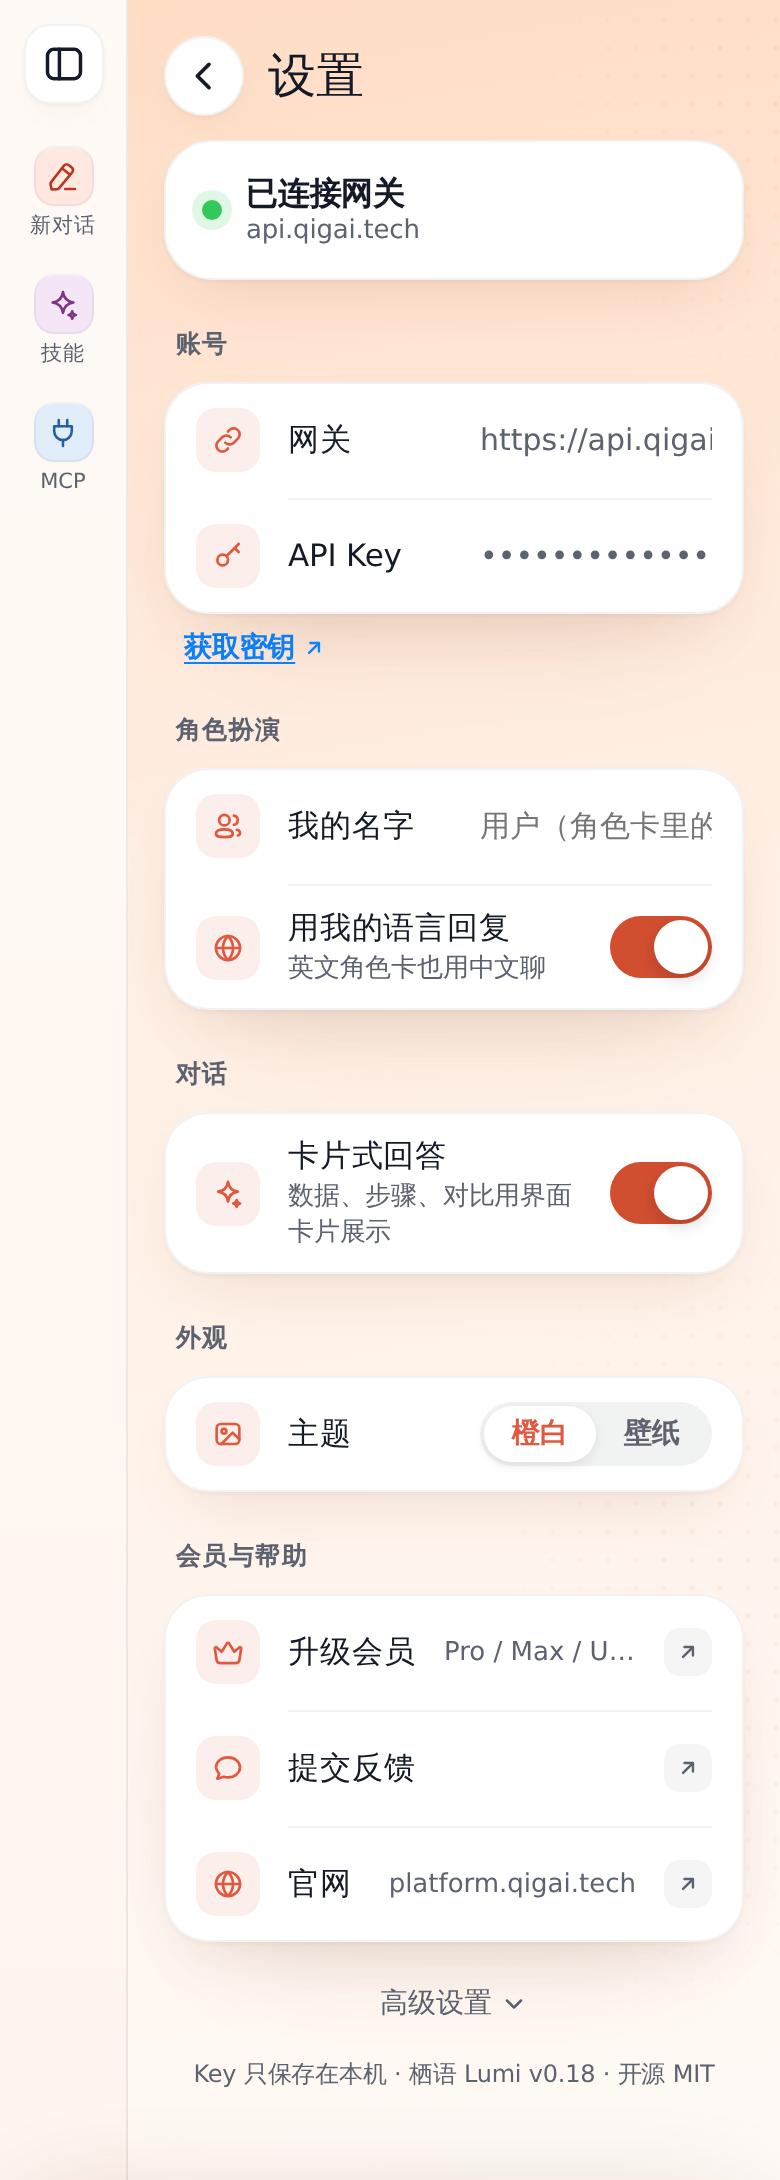 设置
新对话
技能
MCP
已连接网关
api.qigai.tech
账号
网关 https://api.qigai
API Key •••••••••••••
获取密钥
角色扮演
我的名字 用户（角色卡里的
用我的语言回复
英文角色卡也用中文聊
对话
卡片式回答
数据、步骤、对比用界面
卡片展示
外观
主题 橙白 壁纸
会员与帮助
升级会员 Pro / Max / U...
提交反馈
官网 platform.qigai.tech
高级设置
Key 只保存在本机 · 栖语 Lumi v0.18 · 开源 MIT